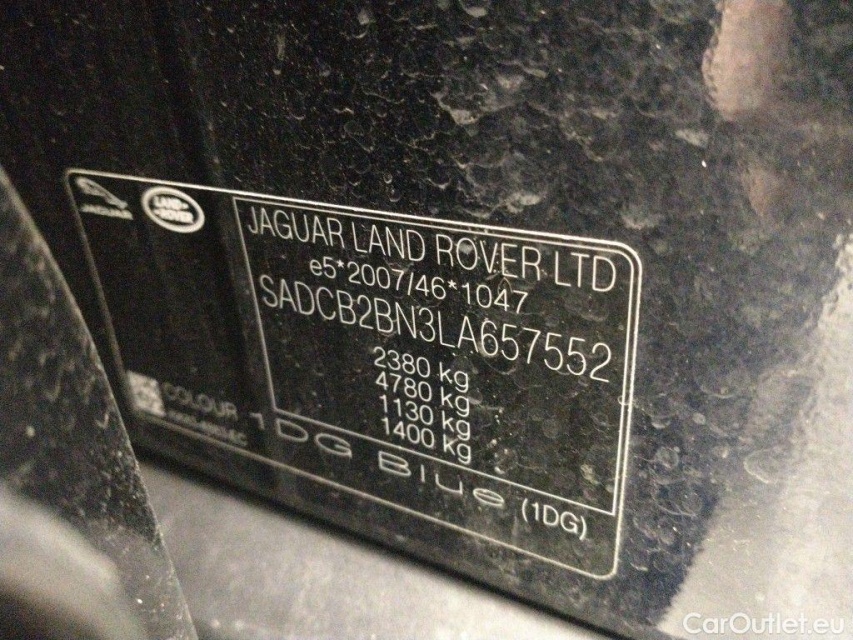 JAGUAR
LAND-
-ROVER
JAGUAR LAND ROVER LTD
e5*2007/46*1047
SADCB2BN3LA657552
2380 kg
4780 kg
1130 kg
1400 kg
COLOUR
1DG Blue (1DG)
CarOutlet.eu